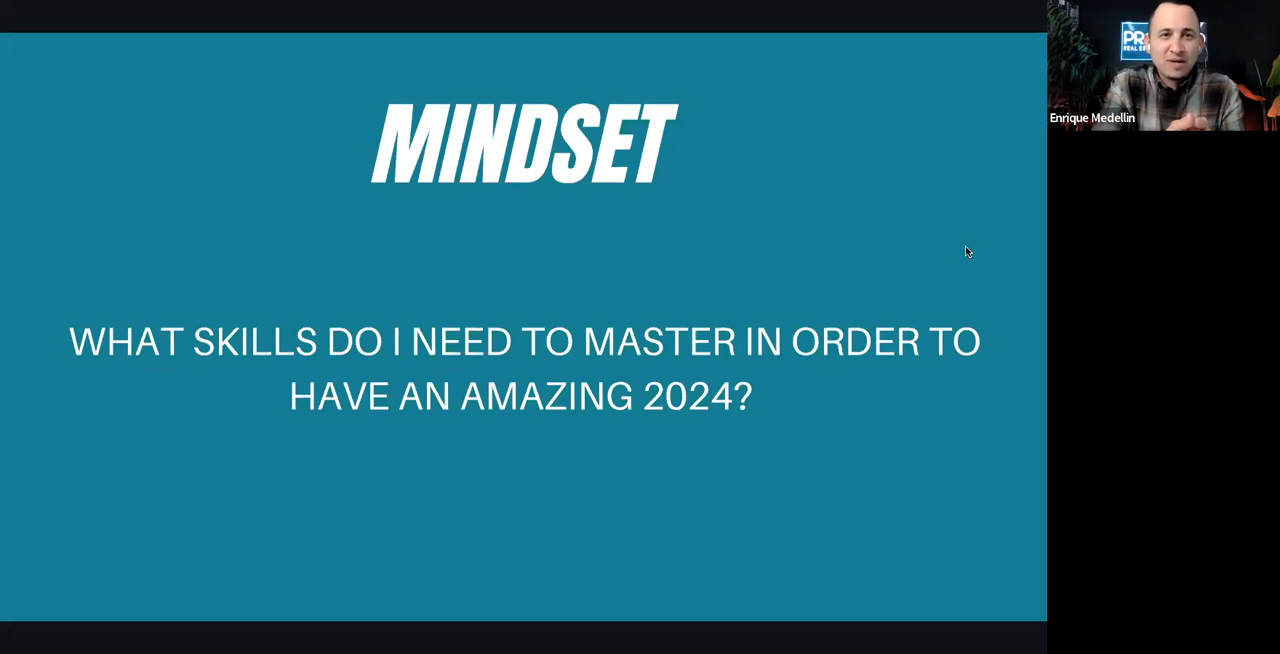 MINDSET
WHAT SKILLS DO I NEED TO MASTER IN ORDER TO
HAVE AN AMAZING 2024?
Enrique Medellin